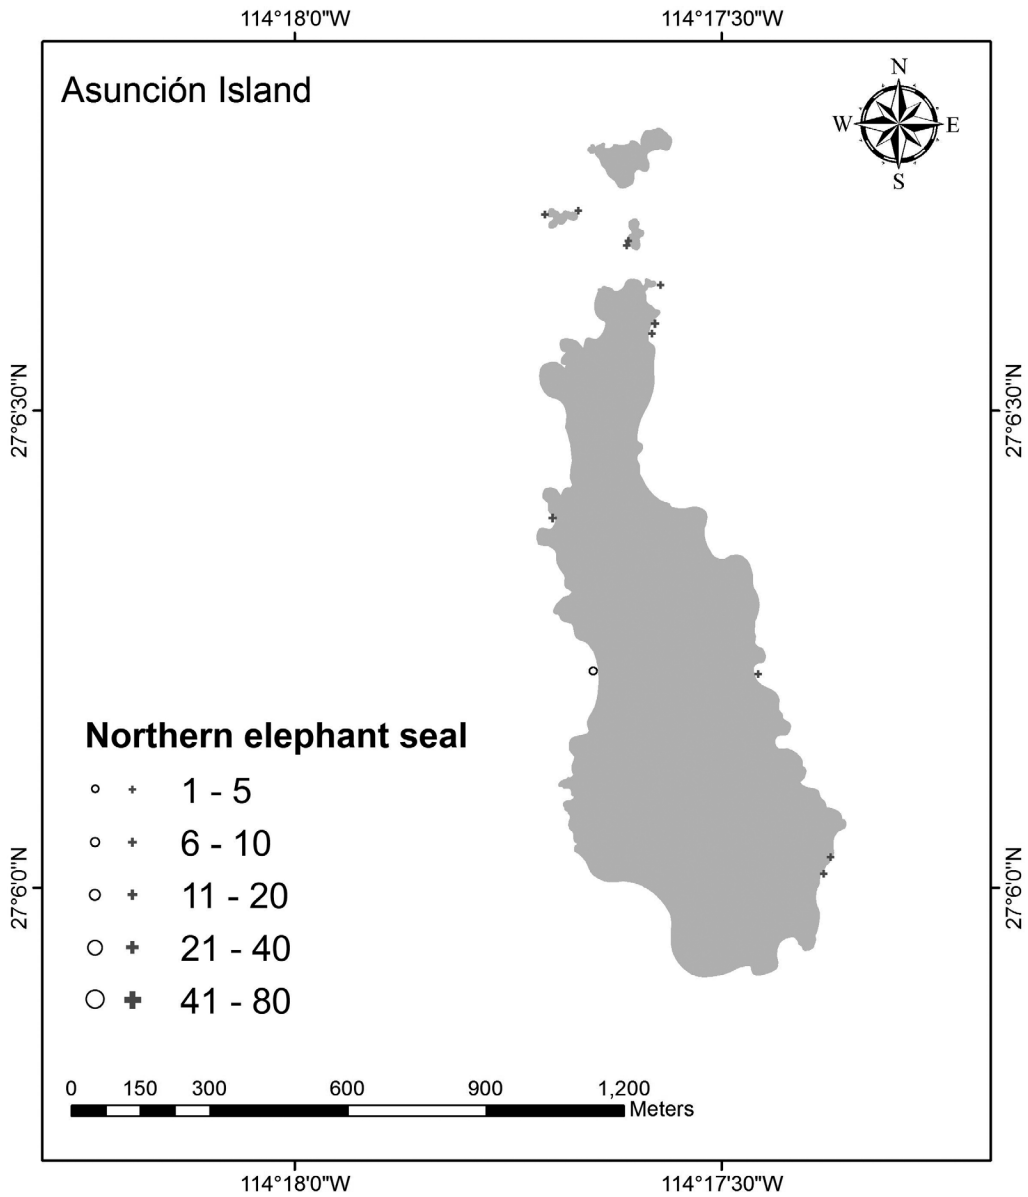 114°18'0"W 114°17'30"W
Asunción Island
N
W E
S
27°6'30"N 27°6'30"N
Northern elephant seal
1 - 5
6 - 10
11 - 20
21 - 40
41 - 80
27°6'0"N 27°6'0"N
0 150 300 600 900 1,200
Meters
114°18'0"W 114°17'30"W